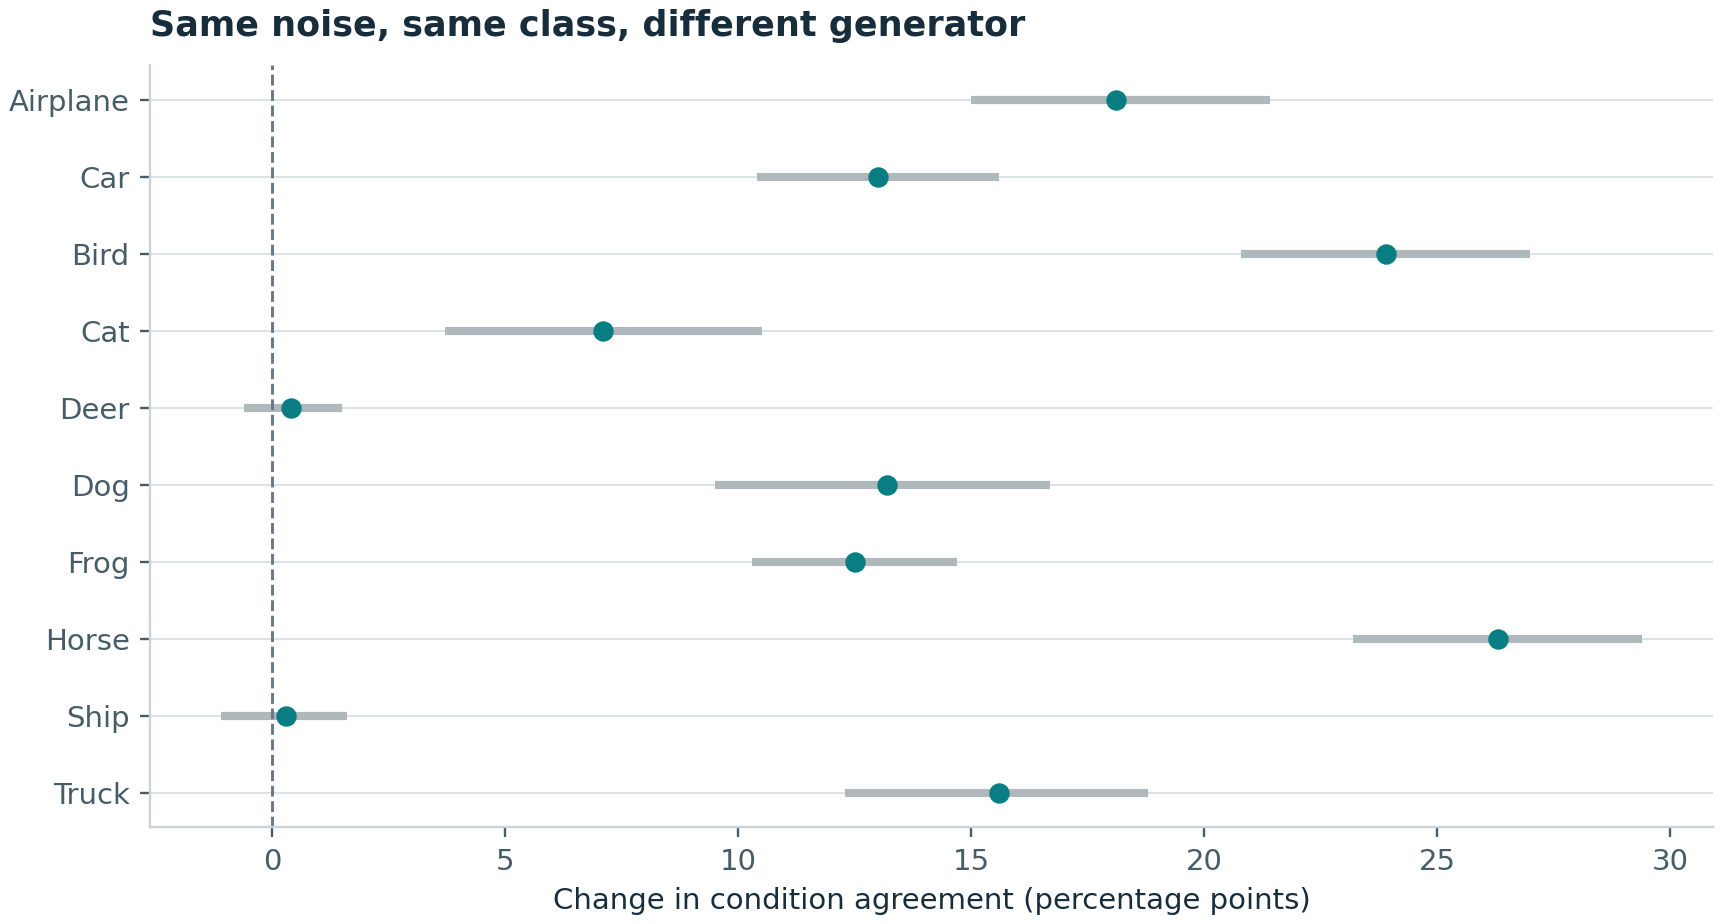 Same noise, same class, different generator
Airplane
Car
Bird
Cat
Deer
Dog
Frog
Horse
Ship
Truck
0 5 10 15 20 25 30
Change in condition agreement (percentage points)